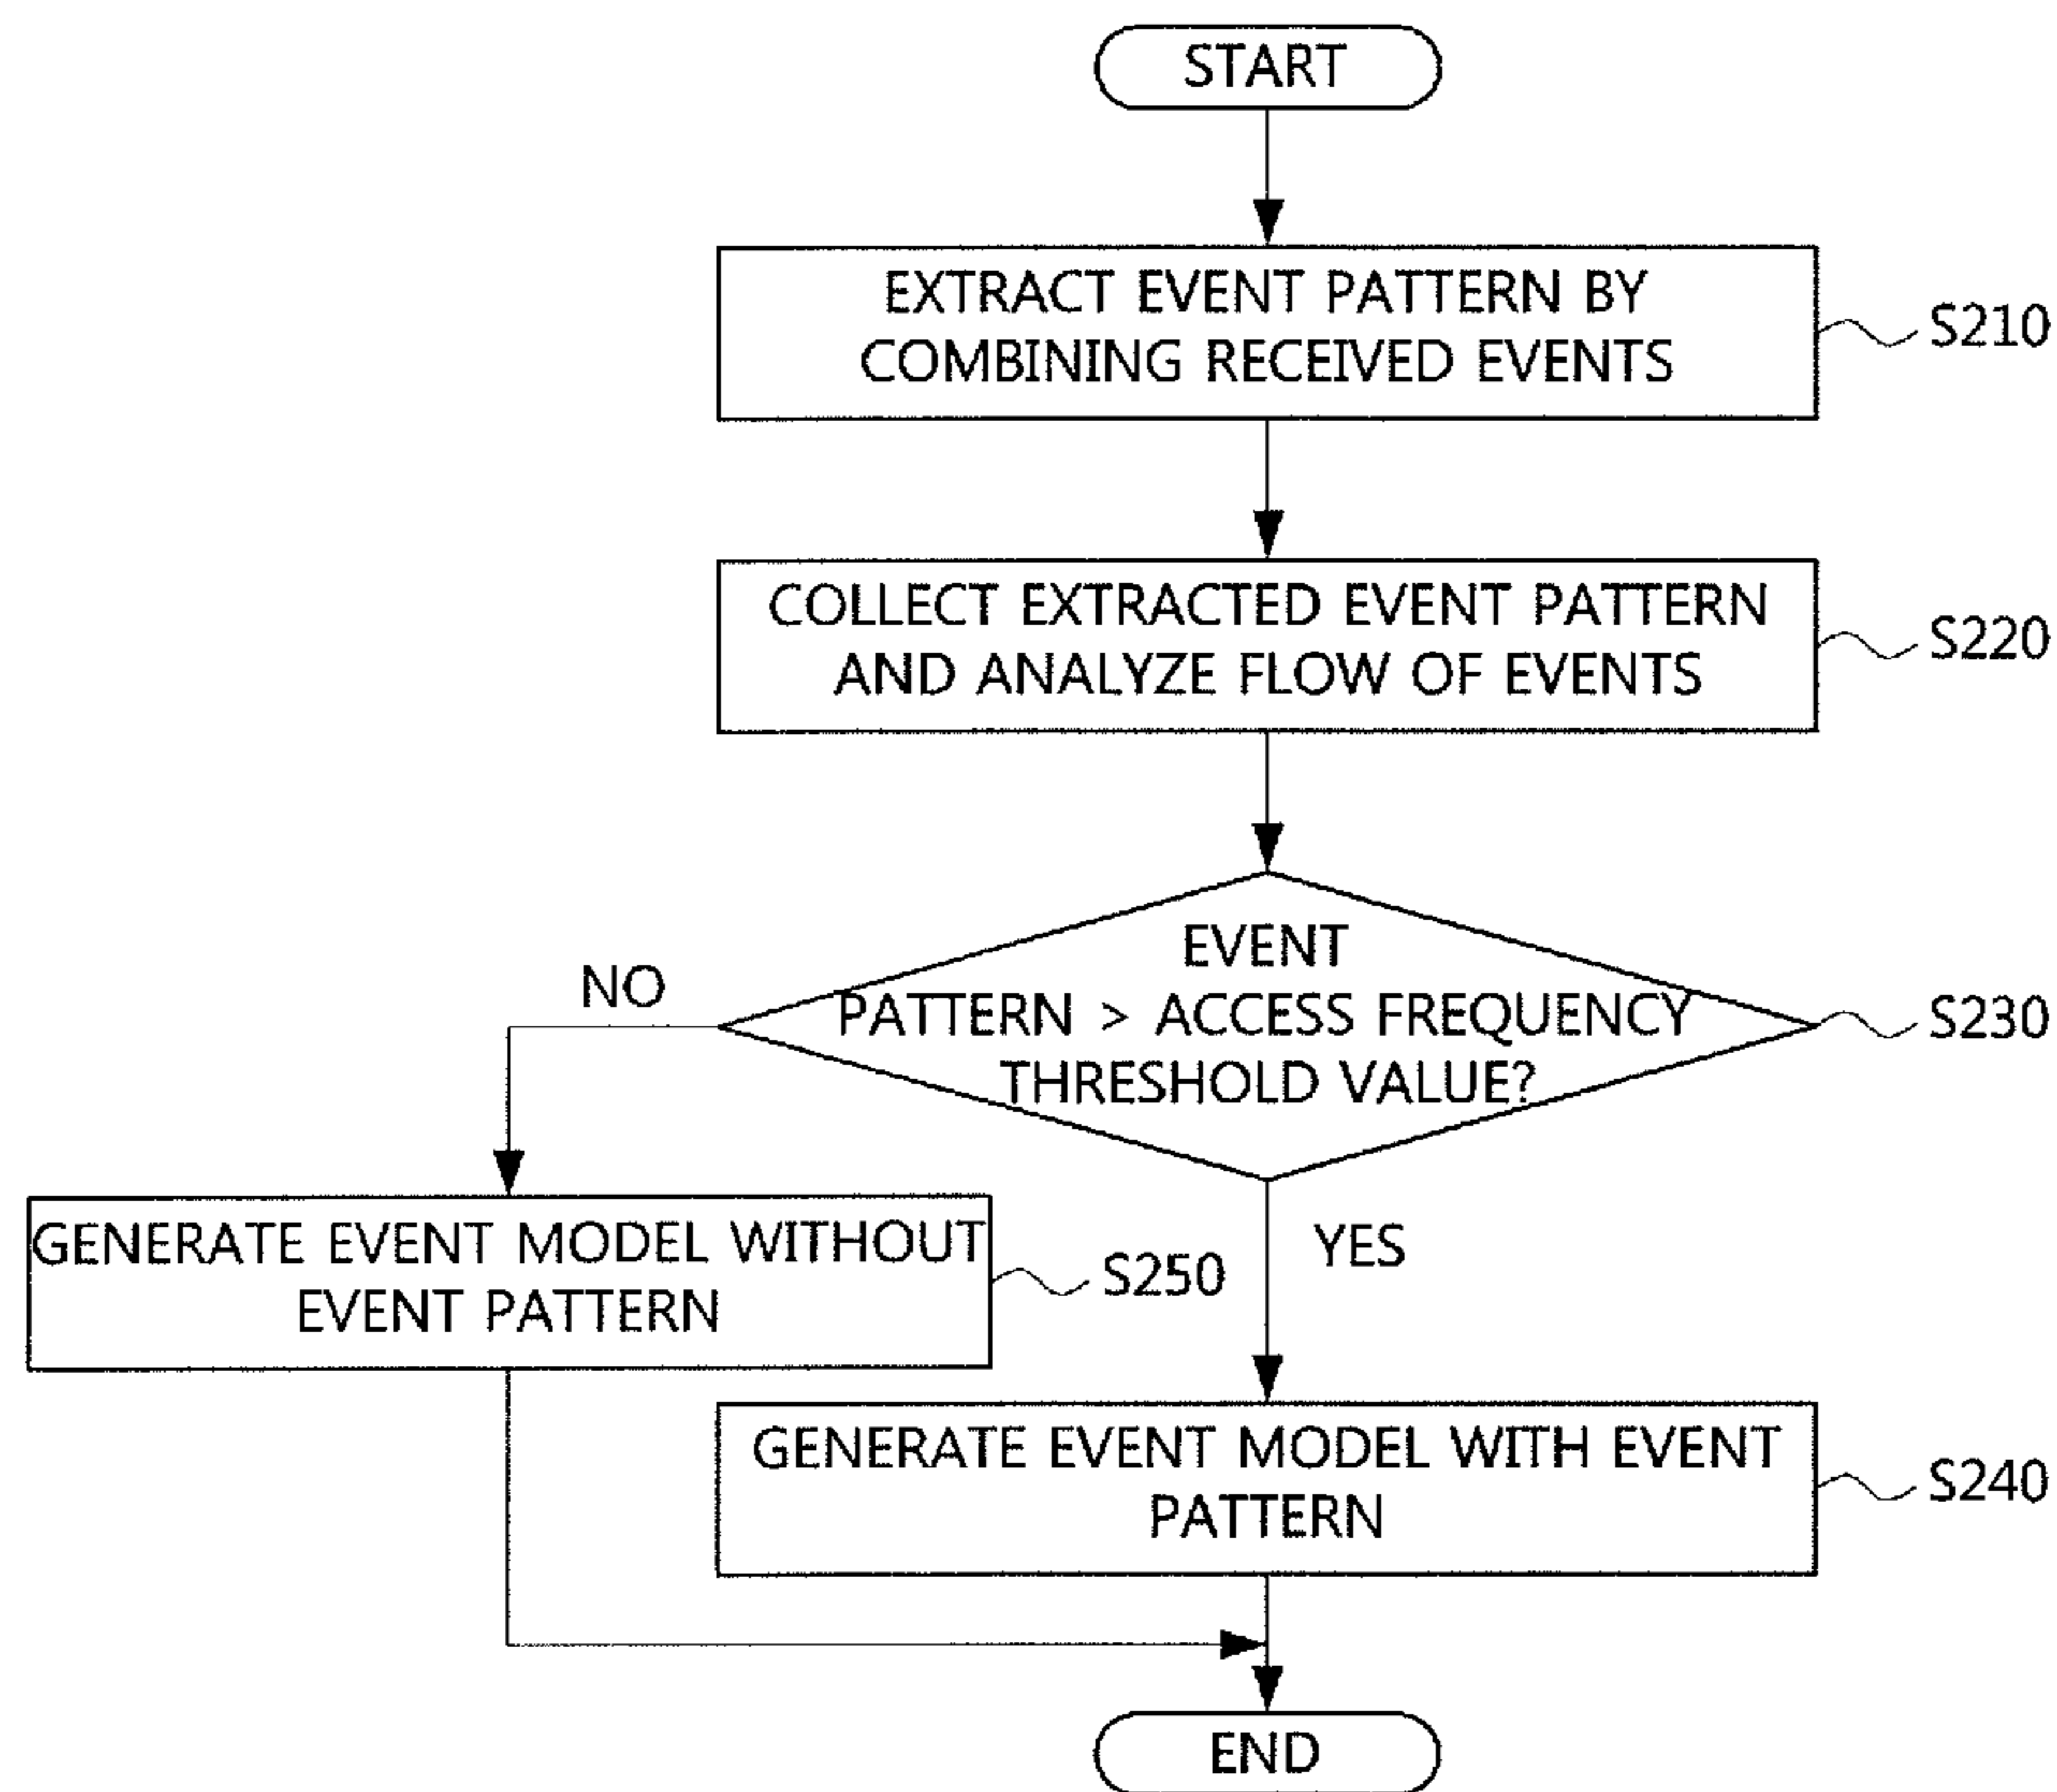 START
EXTRACT EVENT PATTERN BY
COMBINING RECEIVED EVENTS
S210
COLLECT EXTRACTED EVENT PATTERN
AND ANALYZE FLOW OF EVENTS
S220
EVENT
PATTERN > ACCESS FREQUENCY
THRESHOLD VALUE?
S230
NO
YES
GENERATE EVENT MODEL WITHOUT
EVENT PATTERN
S250
GENERATE EVENT MODEL WITH EVENT
PATTERN
S240
END